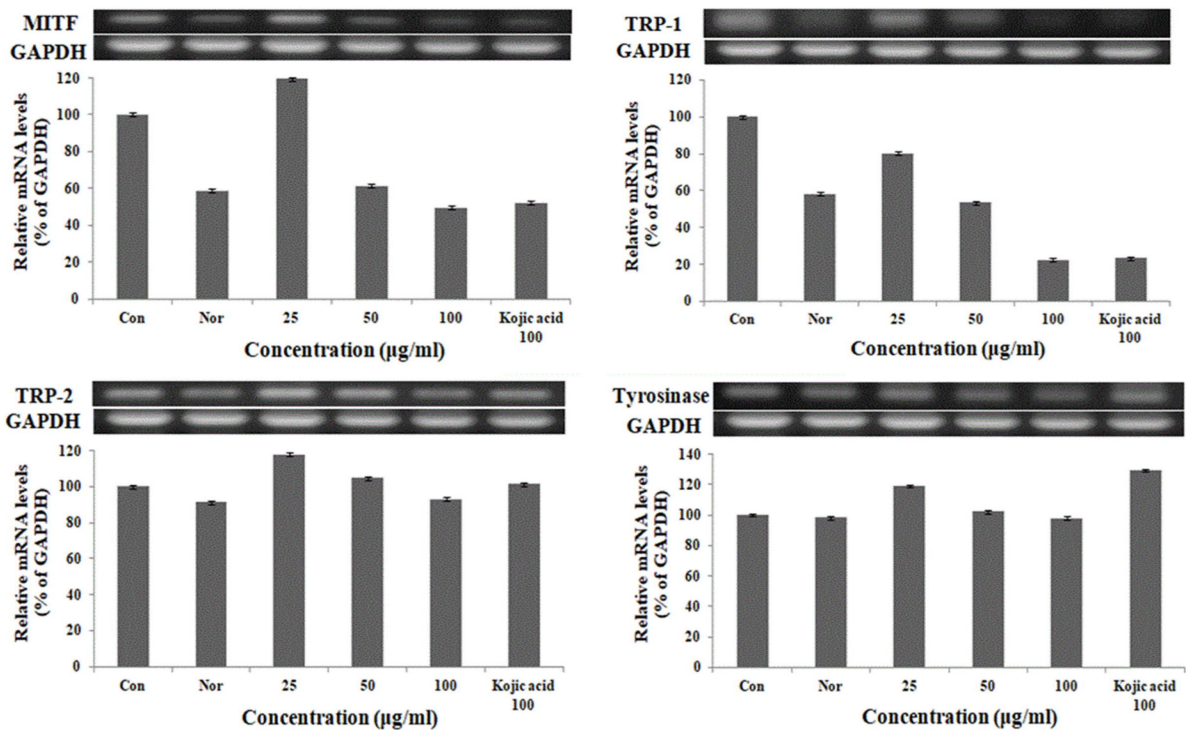 MITF
GAPDH
Relative mRNA levels
(% of GAPDH)
120
100
80
60
40
20
0
Con Nor 25 50 100 Kojic acid
100
Concentration (µg/ml)
TRP-1
GAPDH
Relative mRNA levels
(% of GAPDH)
120
100
80
60
40
20
0
Con Nor 25 50 100 Kojic acid
100
Concentration (µg/ml)
TRP-2
GAPDH
Relative mRNA levels
(% of GAPDH)
120
100
80
60
40
20
0
Con Nor 25 50 100 Kojic acid
100
Concentration (µg/ml)
Tyrosinase
GAPDH
Relative mRNA levels
(% of GAPDH)
140
120
100
80
60
40
20
0
Con Nor 25 50 100 Kojic acid
100
Concentration (µg/ml)